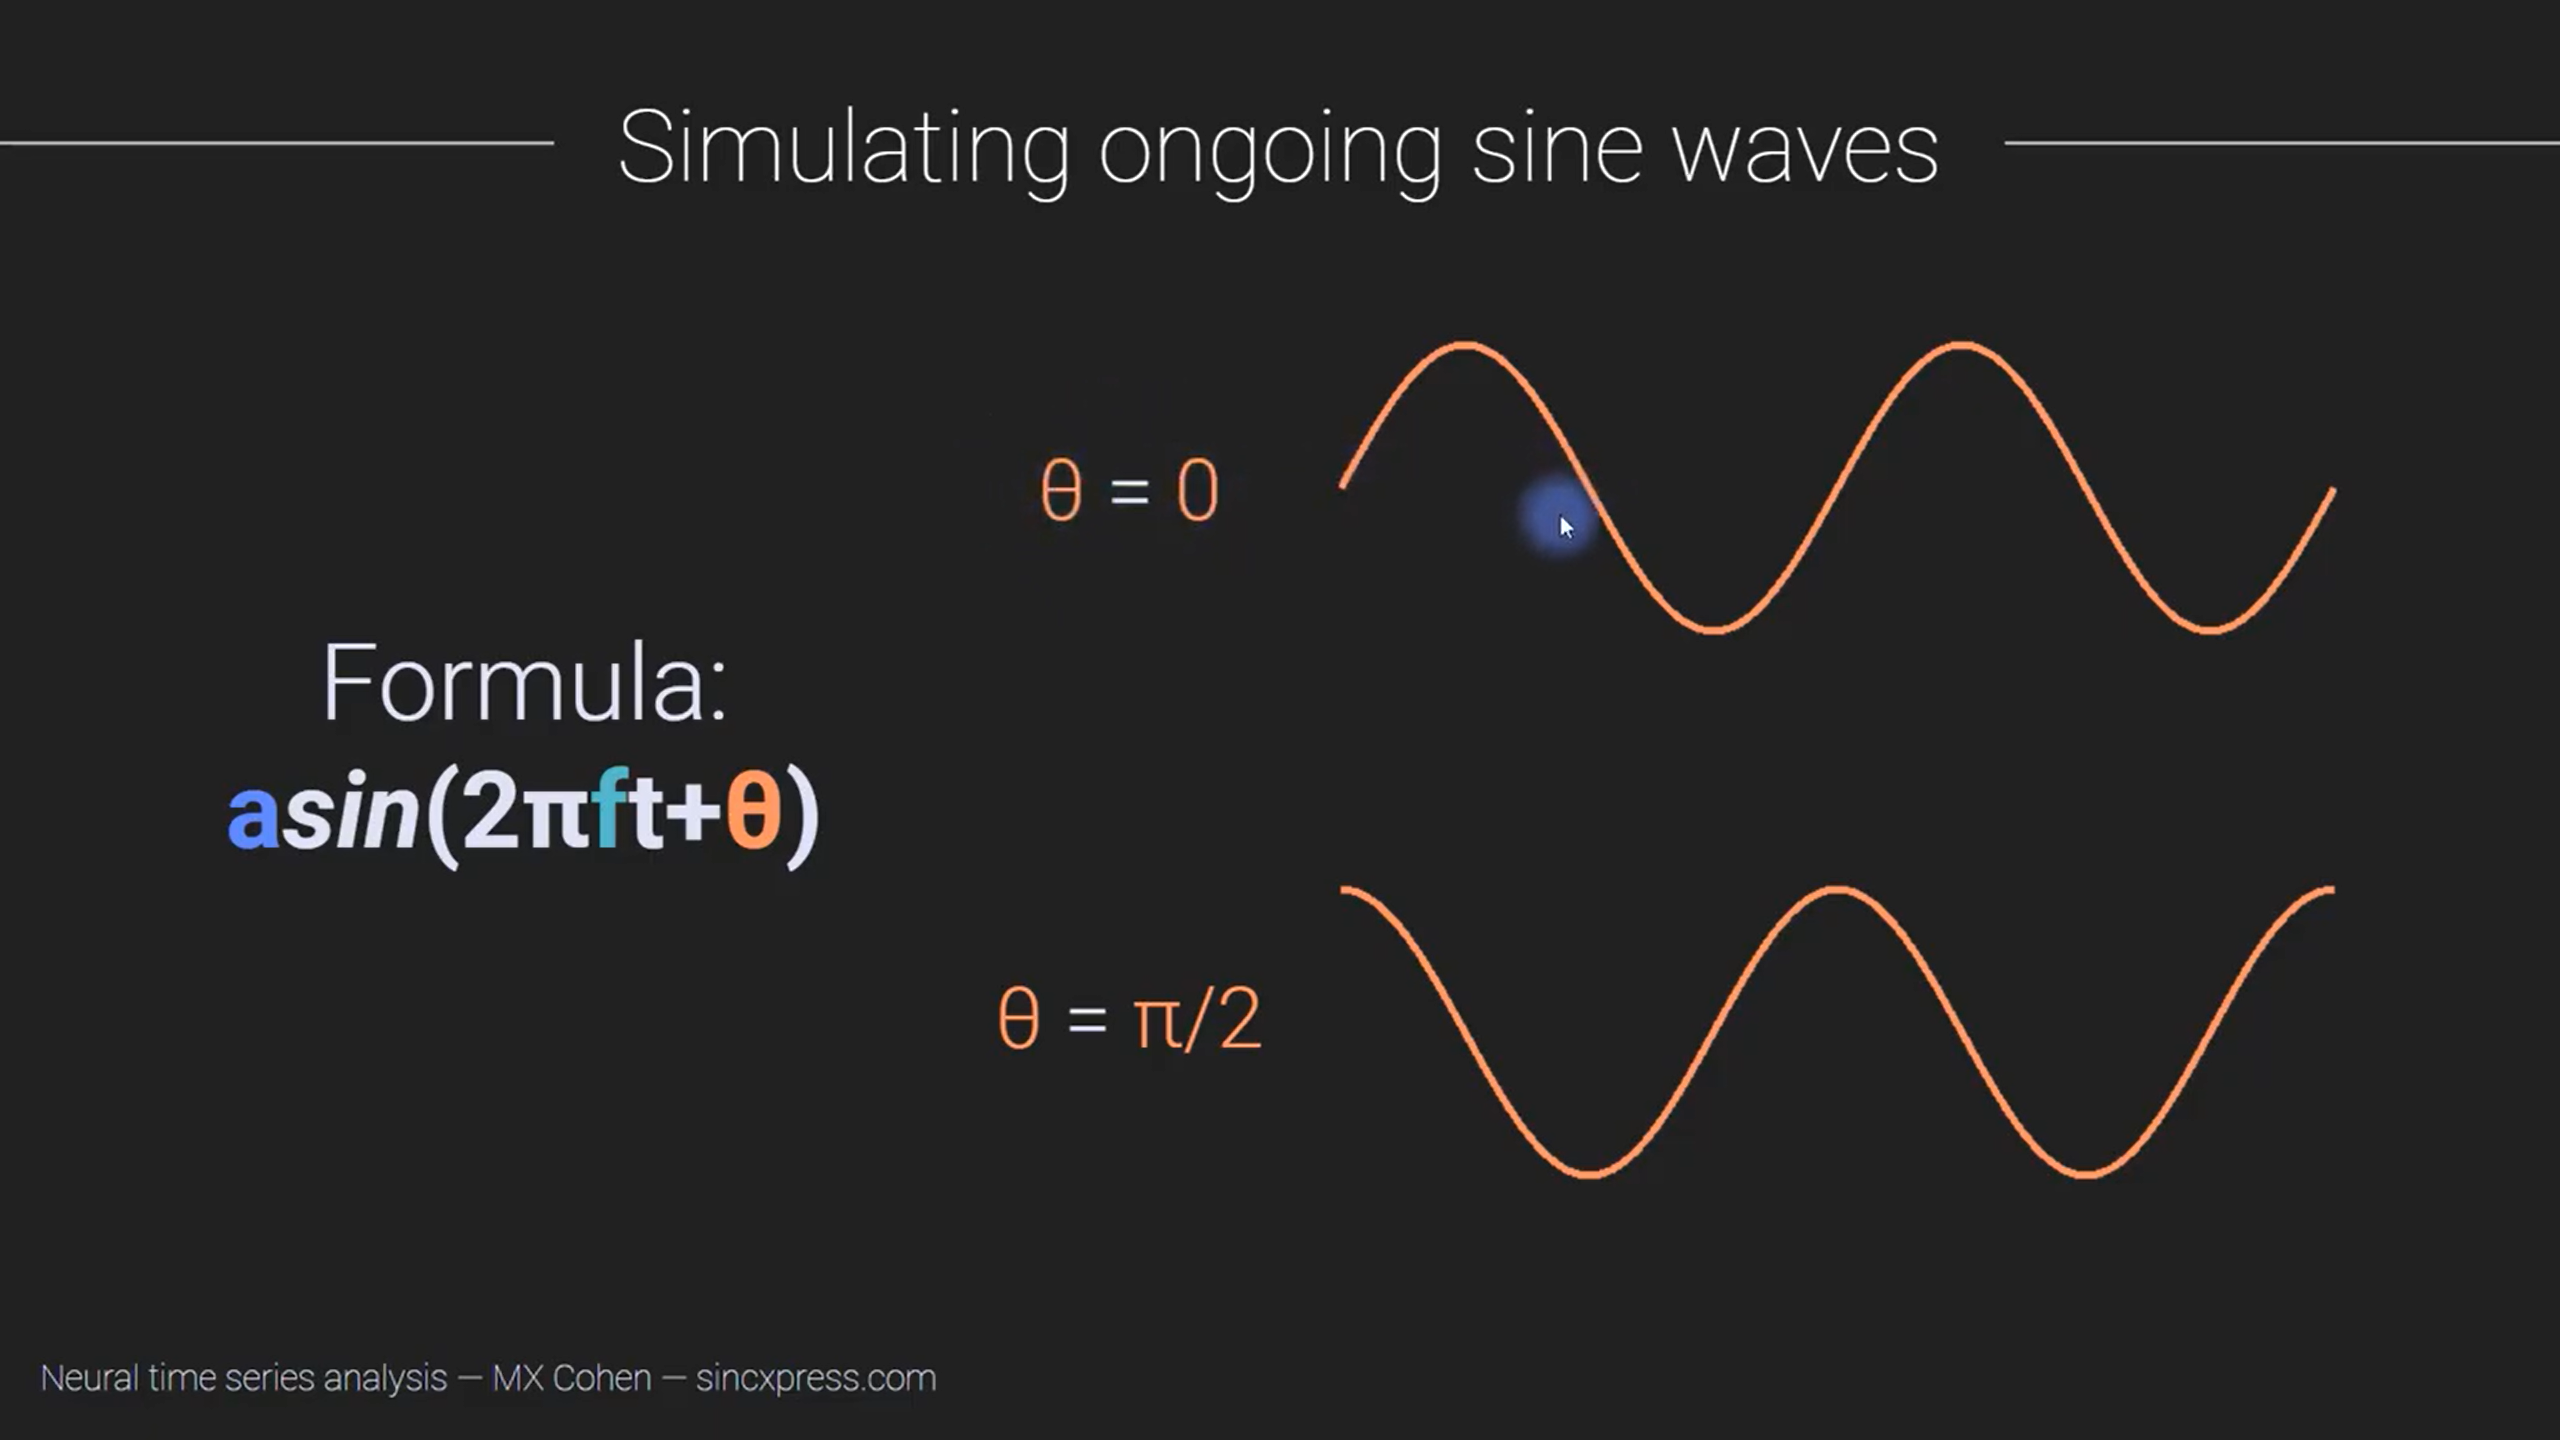 Simulating ongoing sine waves
θ = 0
Formula:
asin(2πft+θ)
θ = π/2
Neural time series analysis — MX Cohen — sincxpress.com